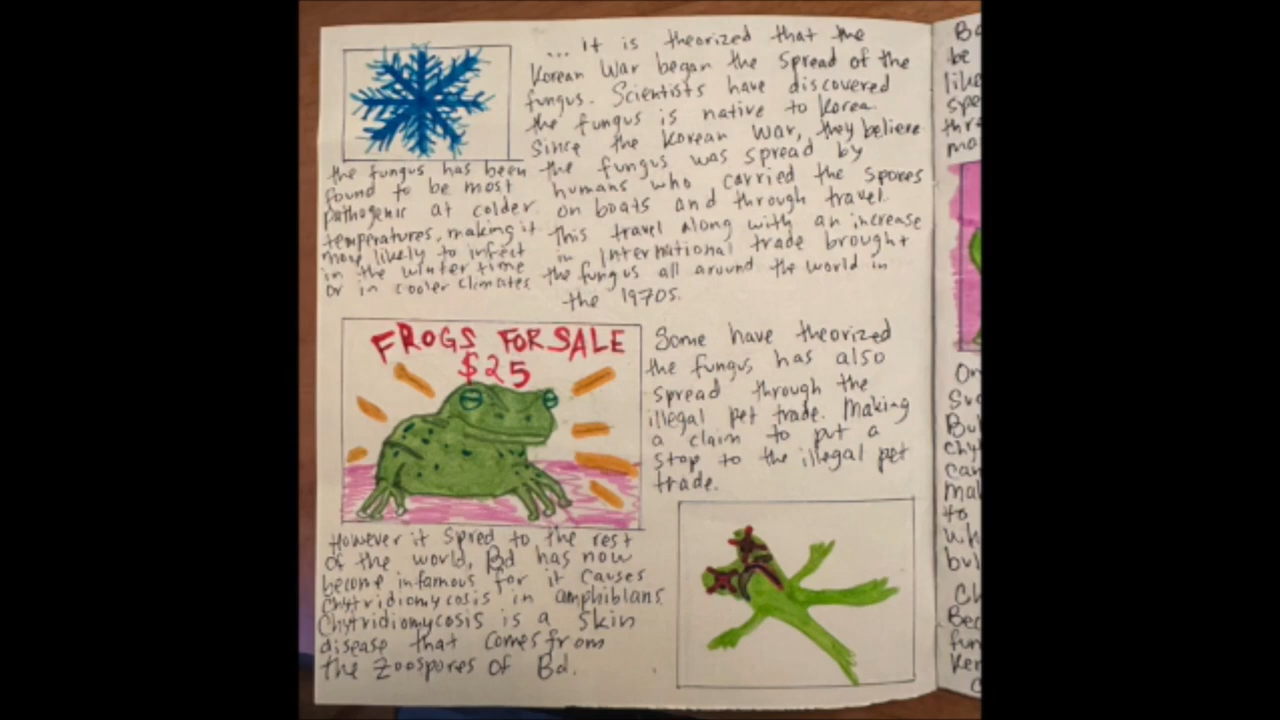 ... it is theorized that the
Korean War began the spread of the
fungus. Scientists have discovered
the fungus is native to Korea.
Since the Korean War, they believe
the fungus was spread by
humans who carried the spores
on boats and through travel.
This travel along with an increase
in International trade brought
the fungus all around the world in
the 1970s.
the fungus has been
found to be most
pathogenic at colder
temperatures, making it
more likely to infect
in the winter time
or in cooler climates.
FROGS FOR SALE
$25
Some have theorized
the fungus has also
spread through the
illegal pet trade. Making
a claim to put a
stop to the illegal pet
trade.
However it spred to the rest
of the world, Bd has now
become infamous for it causes
chytridiomycosis in amphibians.
Chytridiomycosis is a skin
disease that comes from
the zoospores of Bd.
be
On
to